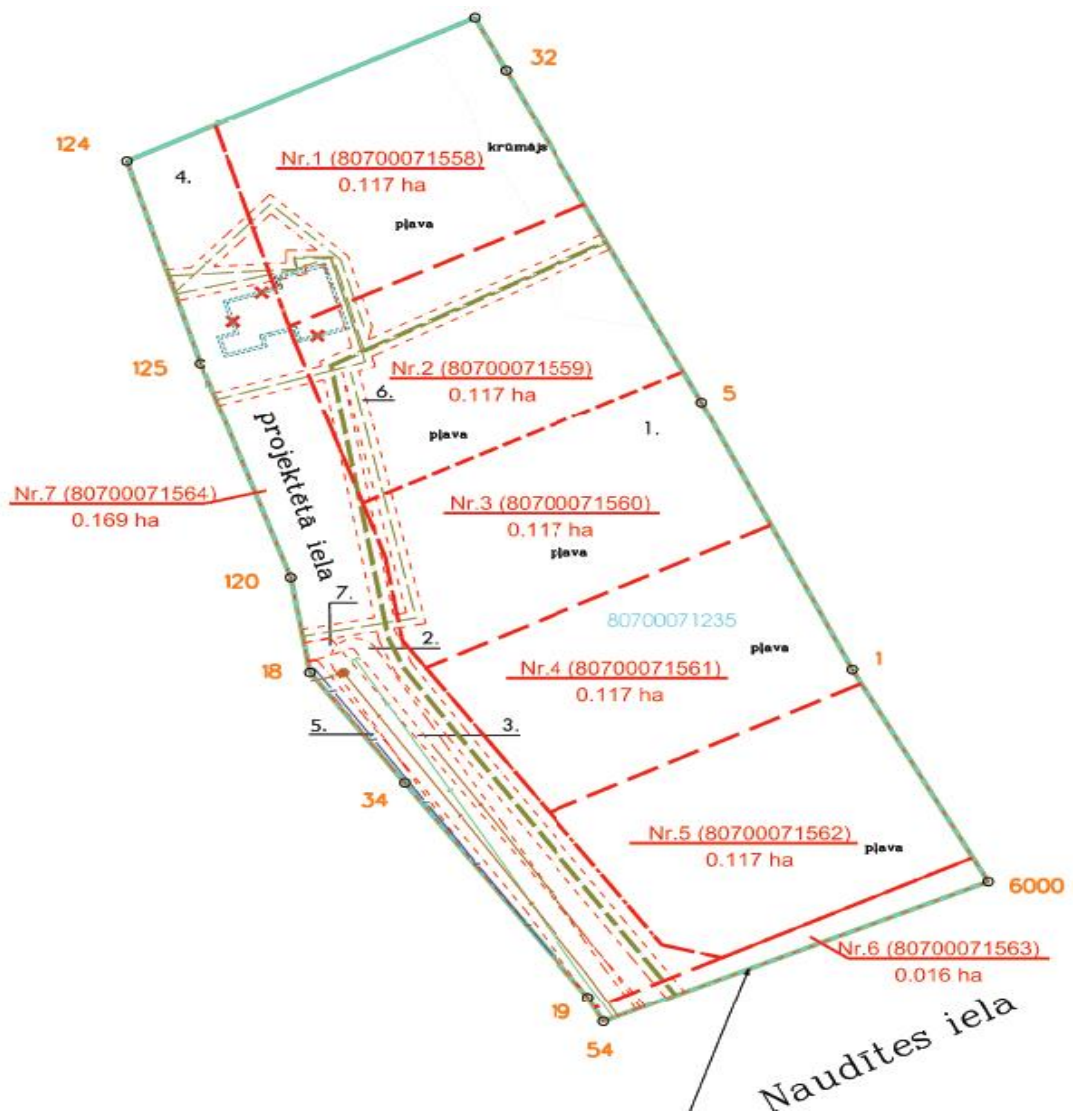 32
124
krūmājs
Nr.1 (80700071558)
0.117 ha
4.
pļava
125
Nr.2 (80700071559)
0.117 ha
6.
5
pļava
1.
projektētā iela
Nr.7 (80700071564)
0.169 ha
Nr.3 (80700071560)
0.117 ha
pļava
120
7.
80700071235
2.
pļava
18
Nr.4 (80700071561)
0.117 ha
1
5.
3.
34
Nr.5 (80700071562)
0.117 ha
pļava
6000
Nr.6 (80700071563)
0.016 ha
19
54
Naudītes iela